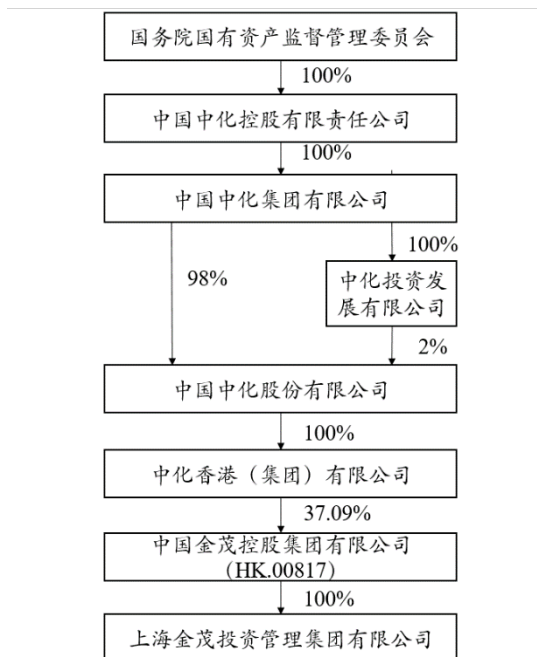 国务院国有资产监督管理委员会
100%
中国中化控股有限责任公司
100%
中国中化集团有限公司
100%
98%
中化投资发
展有限公司
2%
中国中化股份有限公司
100%
中化香港（集团）有限公司
37.09%
中国金茂控股集团有限公司
（HK.00817）
100%
上海金茂投资管理集团有限公司